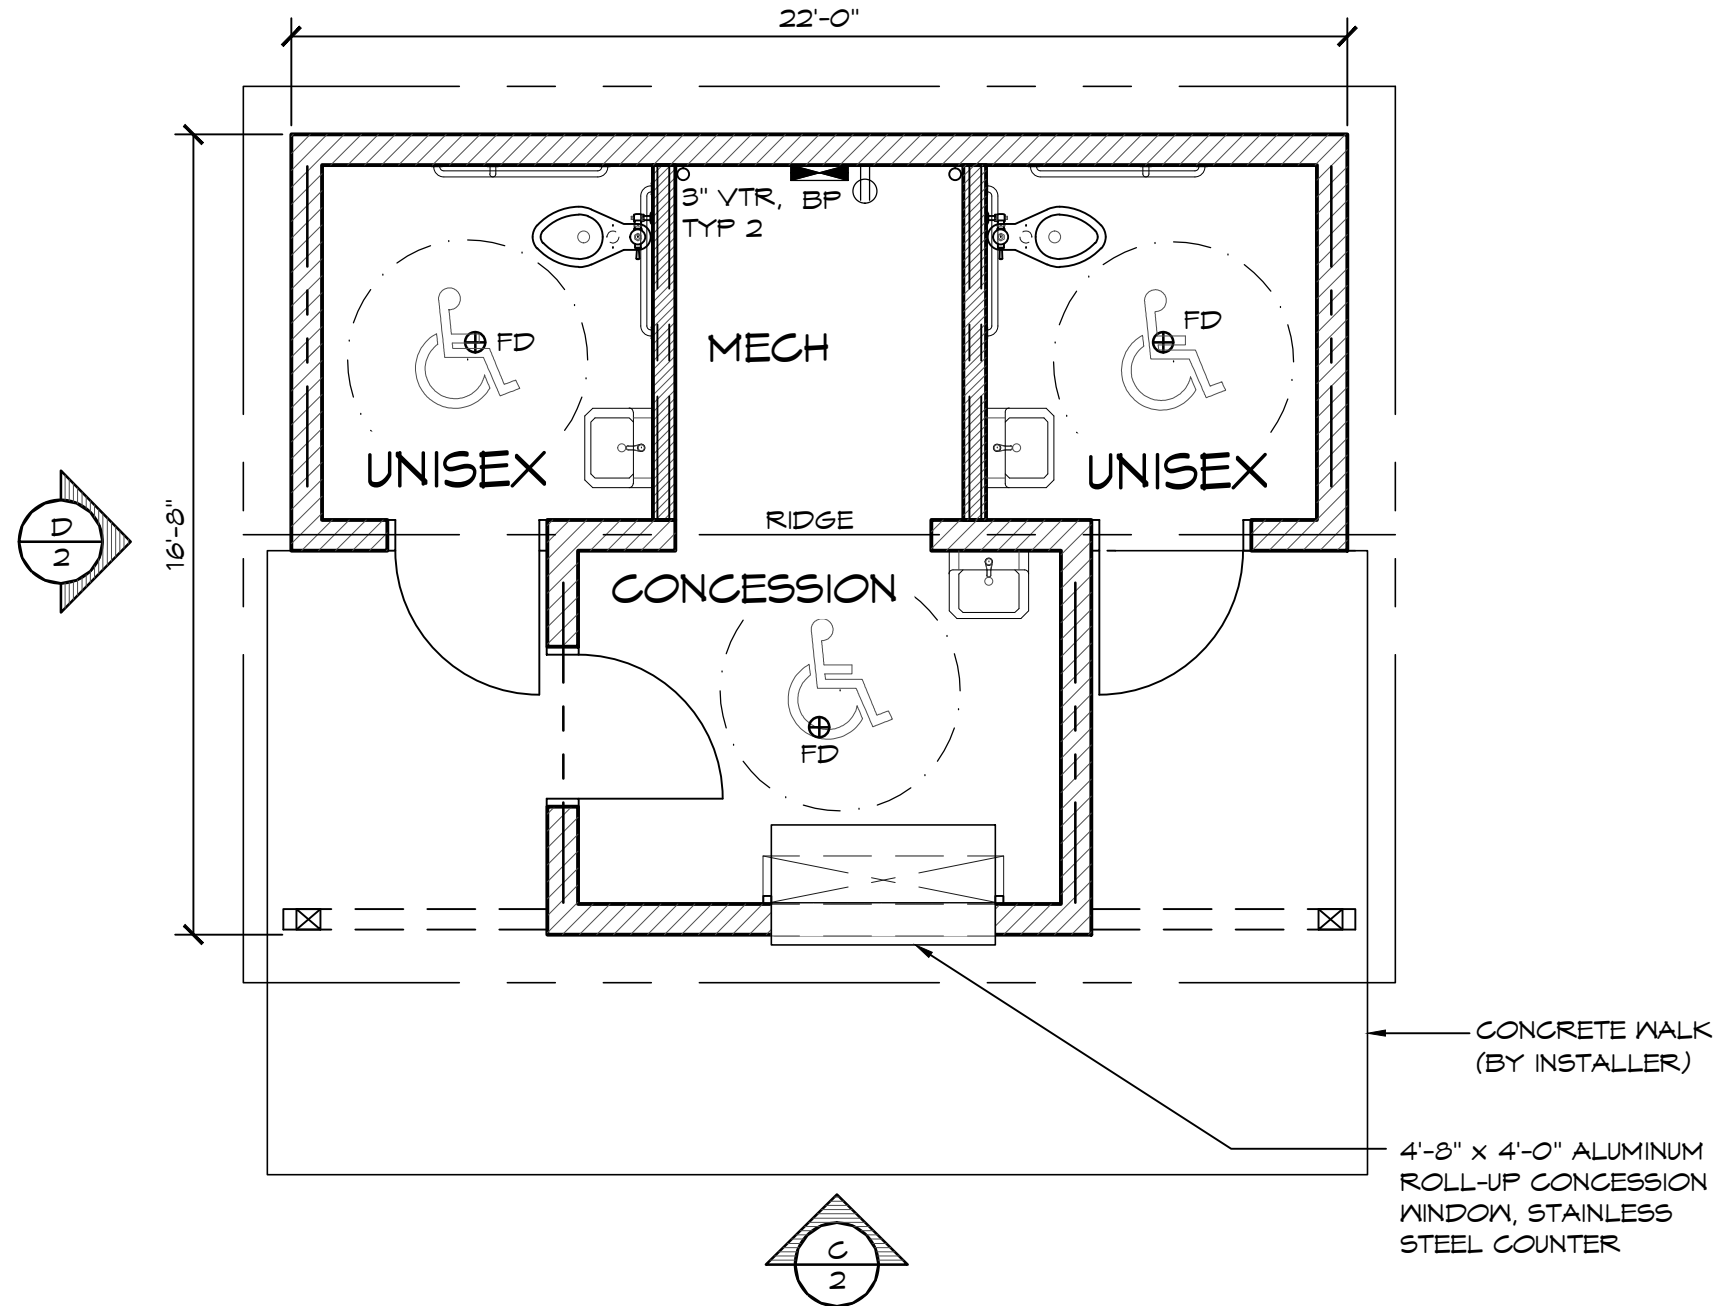 22'-0"
3" VTR, BP
TYP 2
FD
FD
MECH
UNISEX
UNISEX
16'-8"
D
2
RIDGE
CONCESSION
FD
CONCRETE WALK
(BY INSTALLER)
4'-8" x 4'-0" ALUMINUM
ROLL-UP CONCESSION
WINDOW, STAINLESS
STEEL COUNTER
C
2